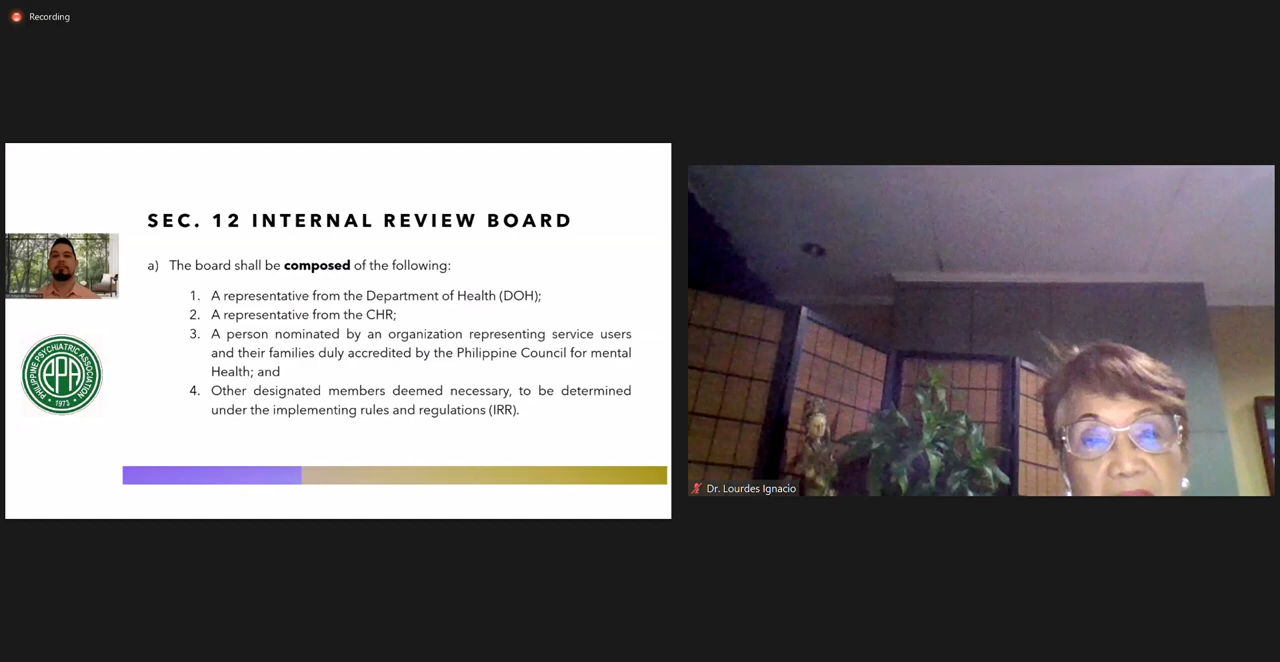 Recording
SEC. 12 INTERNAL REVIEW BOARD
a) The board shall be composed of the following:
1. A representative from the Department of Health (DOH);
2. A representative from the CHR;
3. A person nominated by an organization representing service users
and their families duly accredited by the Philippine Council for mental
Health; and
4. Other designated members deemed necessary, to be determined
under the implementing rules and regulations (IRR).
PHILIPPINE PSYCHIATRIC ASSOCIATION
PPA
• 1973 •
Dr. Lourdes Ignacio